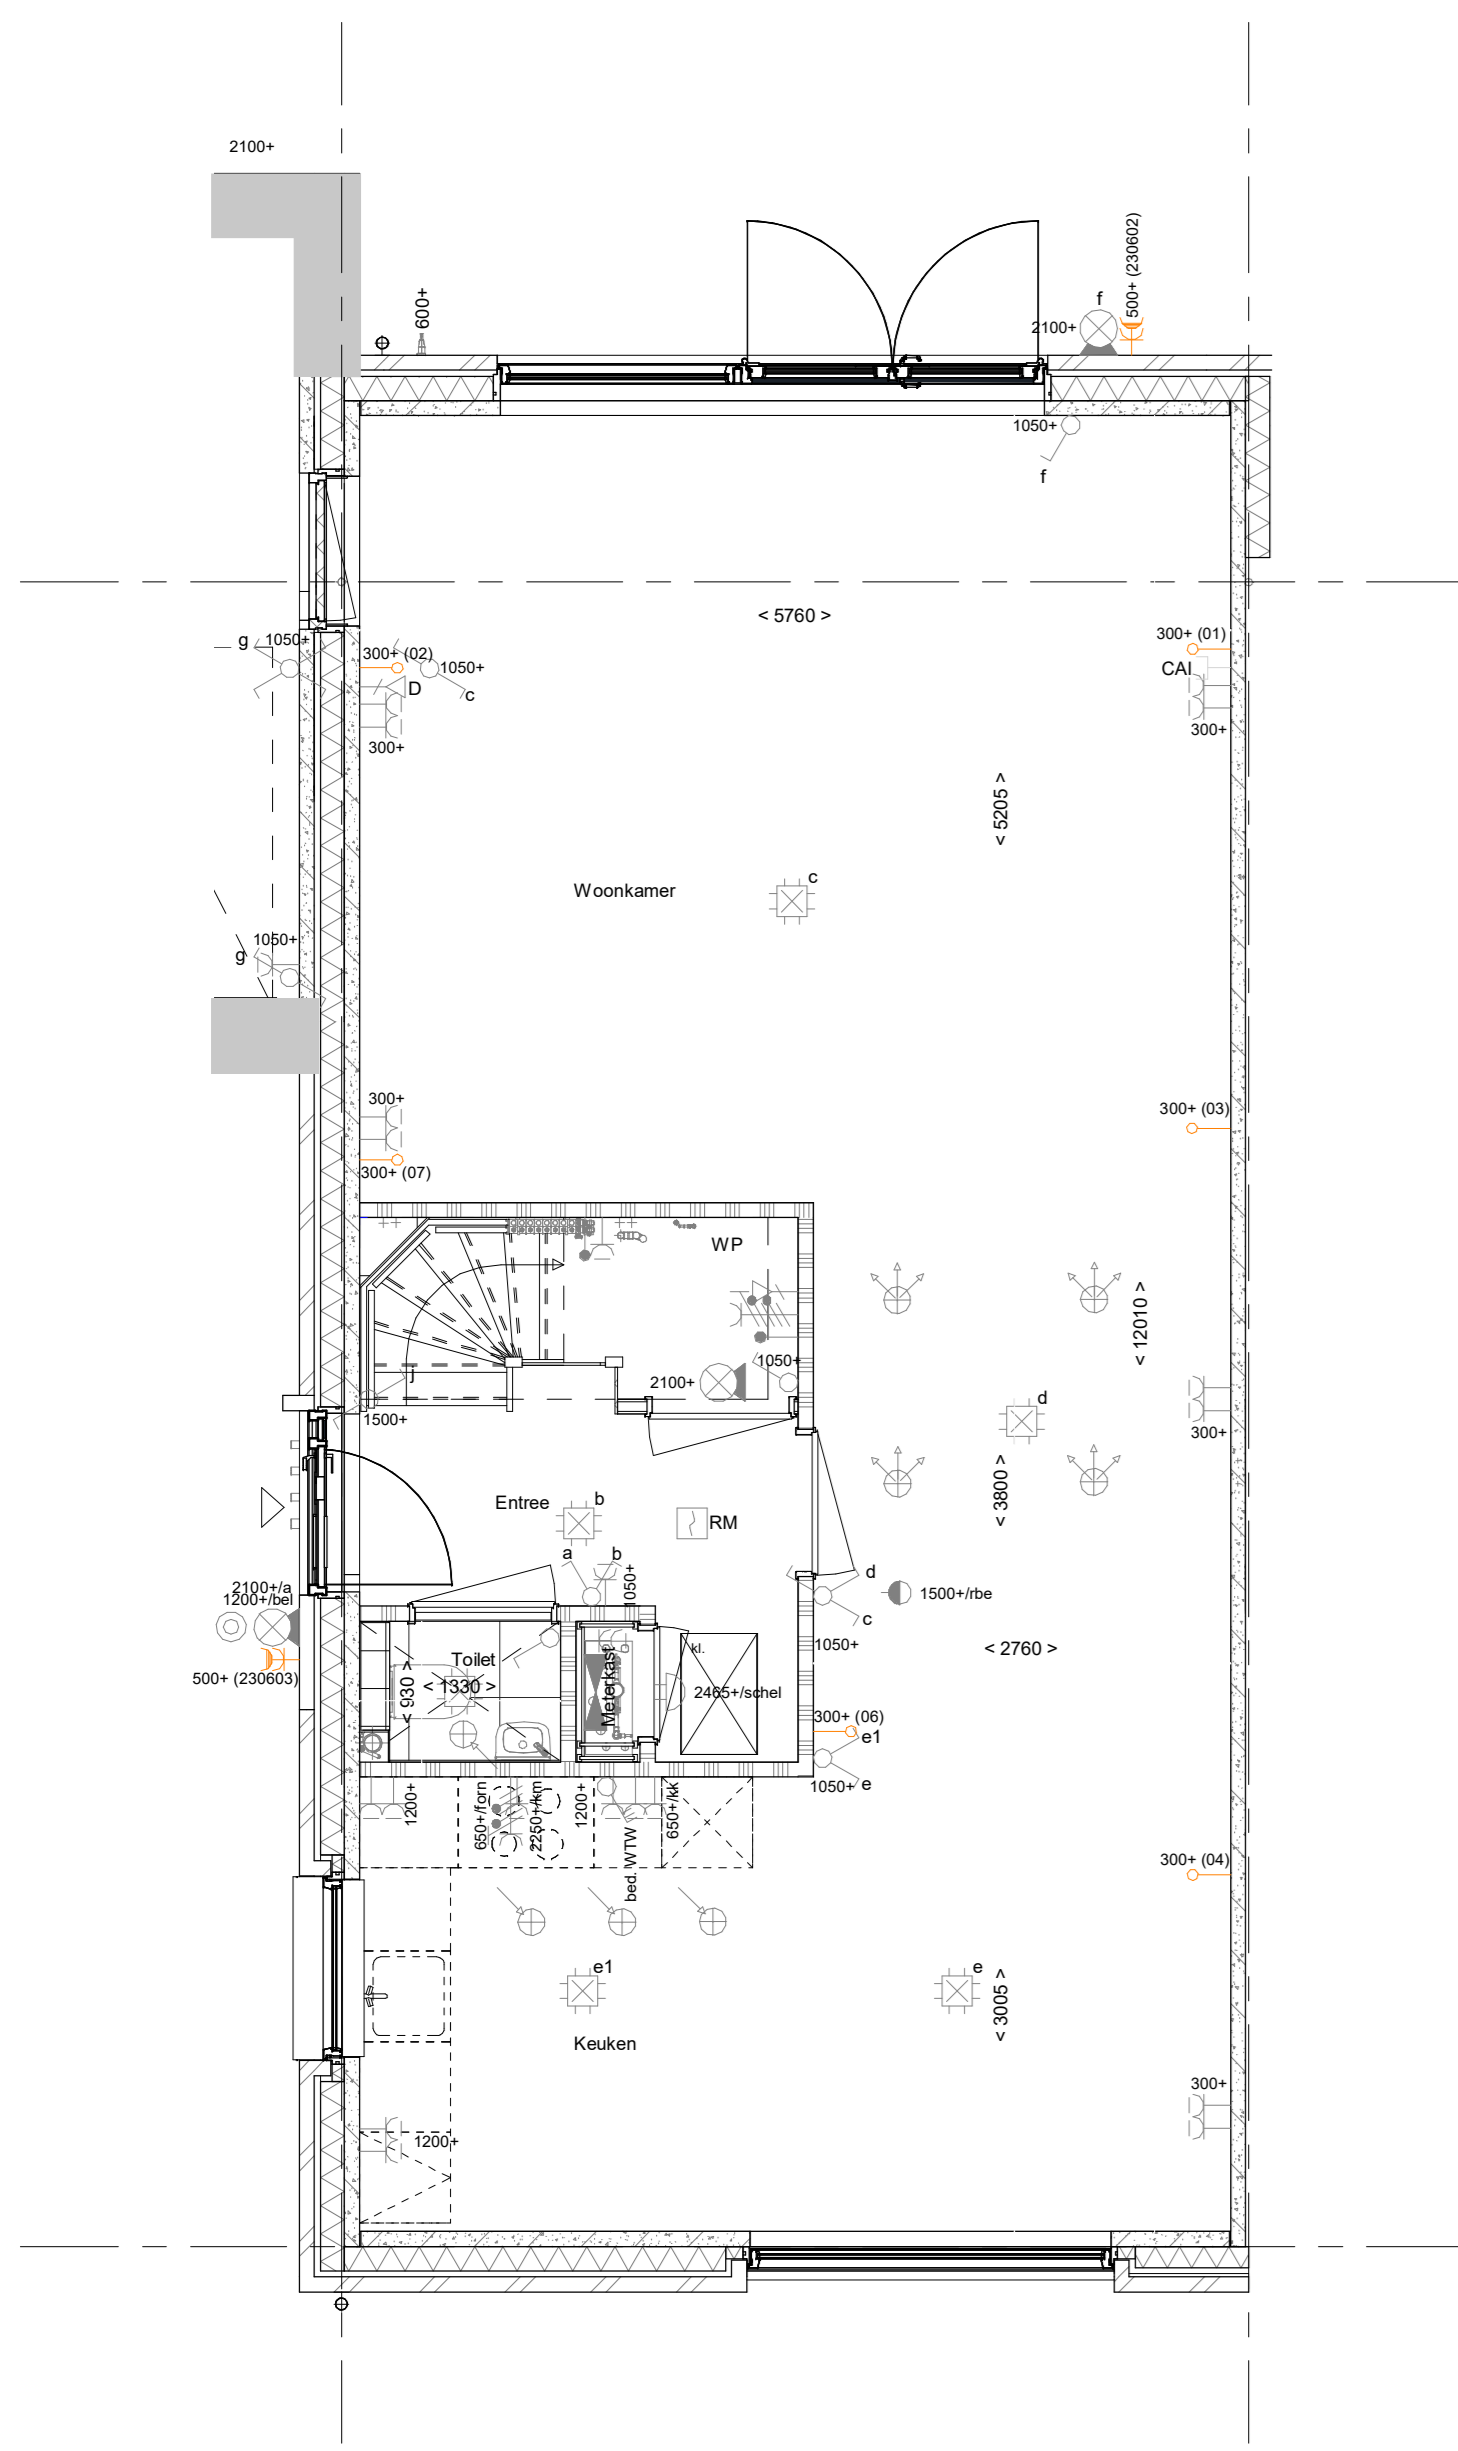 2100+
600+
500+ (230602)
f
2100+
1050+
f
< 5760 >
g
1050+
300+ (02)
1050+
D
c
300+
300+ (01)
CAI
300+
< 5205 >
Woonkamer
c
1050+
g
300+
300+ (07)
300+ (03)
WP
< 12010 >
1050+
2100+
j
1500+
d
300+
< 3800 >
Entree
b
RM
a
b
1050+
d
1500+/rbe
c
1050+
2100+/a
1200+/bel
500+ (230603)
< 2760 >
Toilet
< 930 >
< 1330 >
Meterkast
kl.
2465+/schel
300+ (06)
e1
1050+
e
1200+
650+/forn
2250+/km
1200+
bed. WTW
650+/kk
300+ (04)
e1
e
< 3005 >
Keuken
300+
1200+